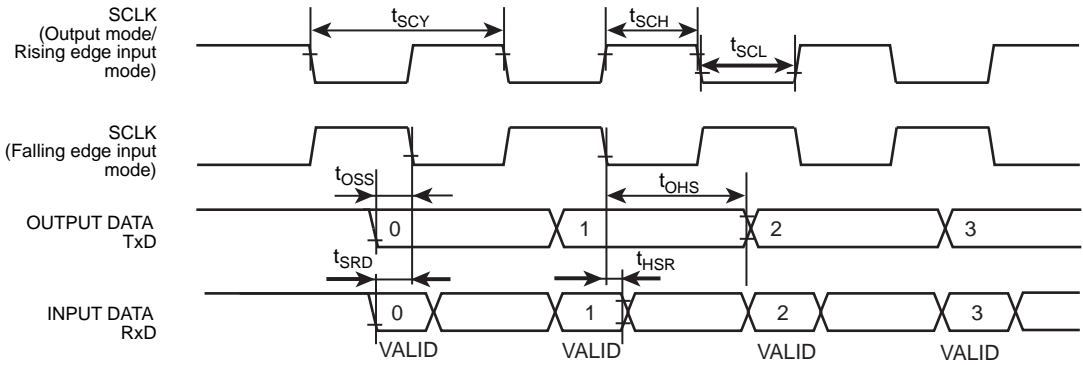 SCLK
(Output mode/
Rising edge input
mode)
tSCY
tSCH
tSCL
SCLK
(Falling edge input
mode)
tOSS
tOHS
OUTPUT DATA
TxD
0
1
2
3
tSRD
tHSR
INPUT DATA
RxD
0
1
2
3
VALID
VALID
VALID
VALID